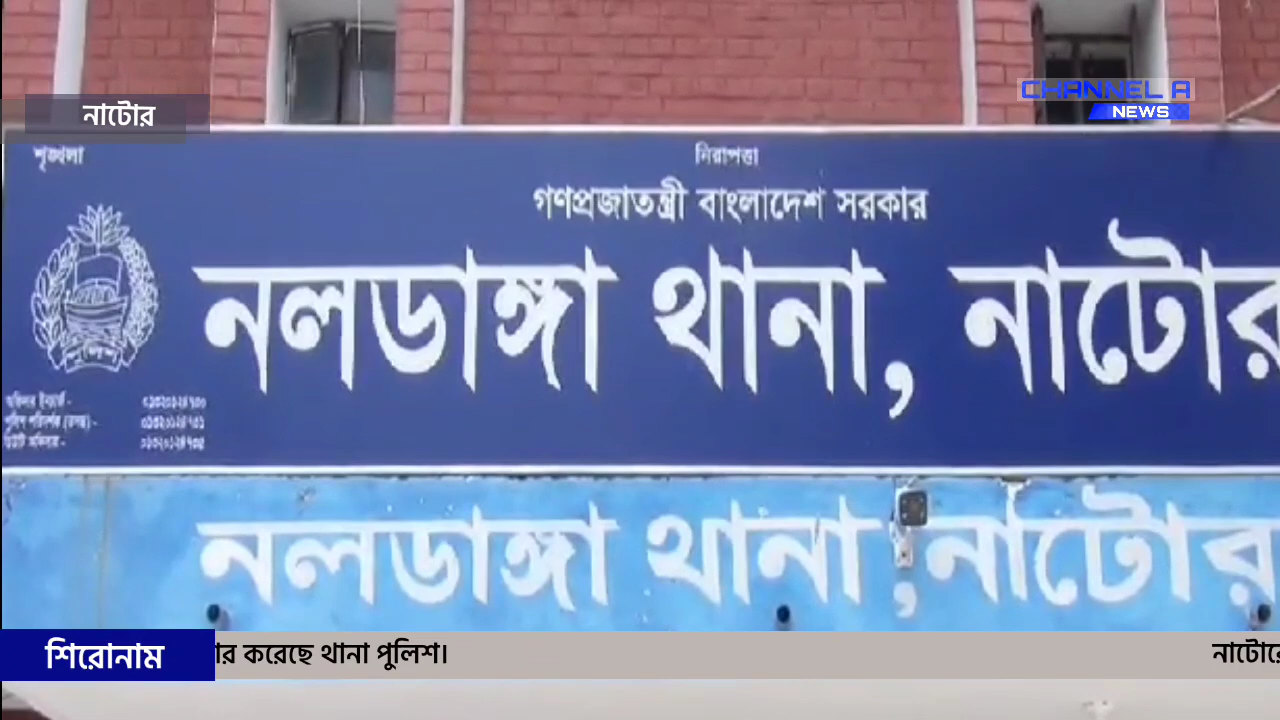 CHANNEL A
NEWS
নাটোর
শৃঙ্খলা
নিরাপত্তা
গণপ্রজাতন্ত্রী বাংলাদেশ সরকার
নলডাঙ্গা থানা, নাটোর
নলডাঙ্গা থানা, নাটোর
শিরোনাম
র করেছে থানা পুলিশ। নাটোরে